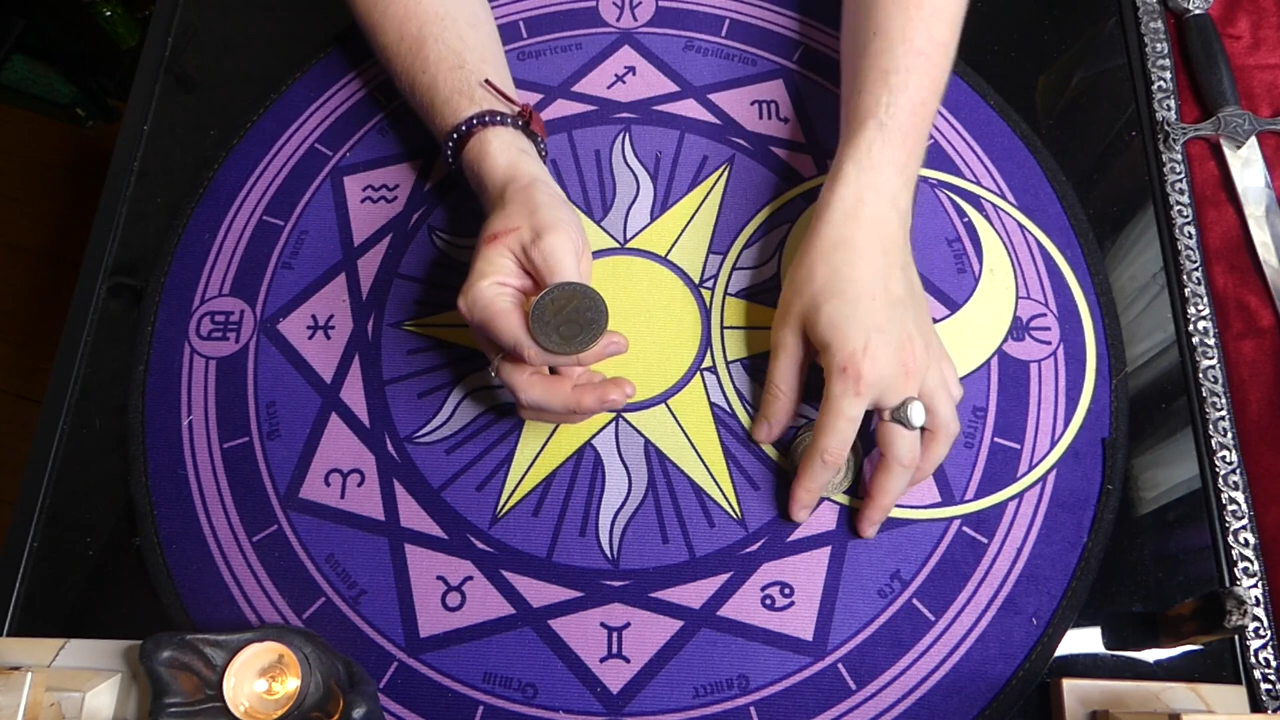 Capricorn
Sagittarius
Pisces
Libra
Aries
Virgo
Taurus
Leo
Gemini
Cancer